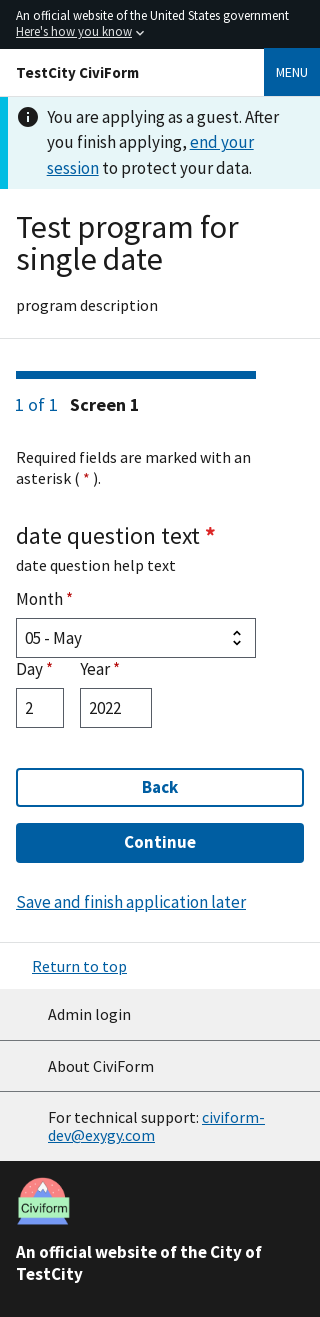 An official website of the United States government
Here's how you know
TestCity CiviForm
MENU
You are applying as a guest. After
you finish applying, end your
session to protect your data.
Test program for
single date
program description
1 of 1 Screen 1
Required fields are marked with an
asterisk ( * ).
date question text *
date question help text
Month *
05 - May
Day * Year *
2 2022
Back
Continue
Save and finish application later
Return to top
Admin login
About CiviForm
For technical support: civiform-
dev@exygy.com
Civiform
An official website of the City of
TestCity